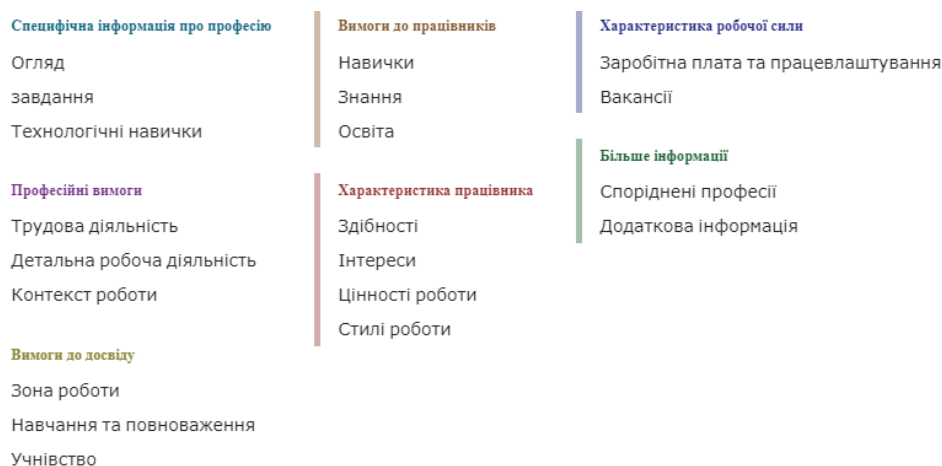 Специфічна інформація про професію
Огляд
завдання
Технологічні навички
Професійні вимоги
Трудова діяльність
Детальна робоча діяльність
Контекст роботи
Вимоги до досвіду
Зона роботи
Навчання та повноваження
Учнівство
Вимоги до працівників
Навички
Знання
Освіта
Характеристика працівника
Здібності
Інтереси
Цінності роботи
Стилі роботи
Характеристика робочої сили
Заробітна плата та працевлаштування
Вакансії
Більше інформації
Споріднені професії
Додаткова інформація